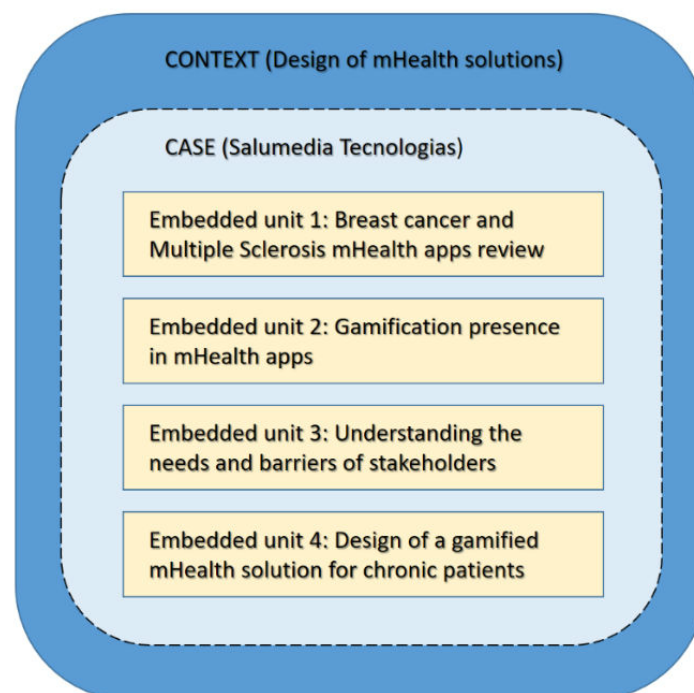 CONTEXT (Design of mHealth solutions)
CASE (Salumedia Tecnologias)
Embedded unit 1: Breast cancer and
Multiple Sclerosis mHealth apps review
Embedded unit 2: Gamification presence
in mHealth apps
Embedded unit 3: Understanding the
needs and barriers of stakeholders
Embedded unit 4: Design of a gamified
mHealth solution for chronic patients